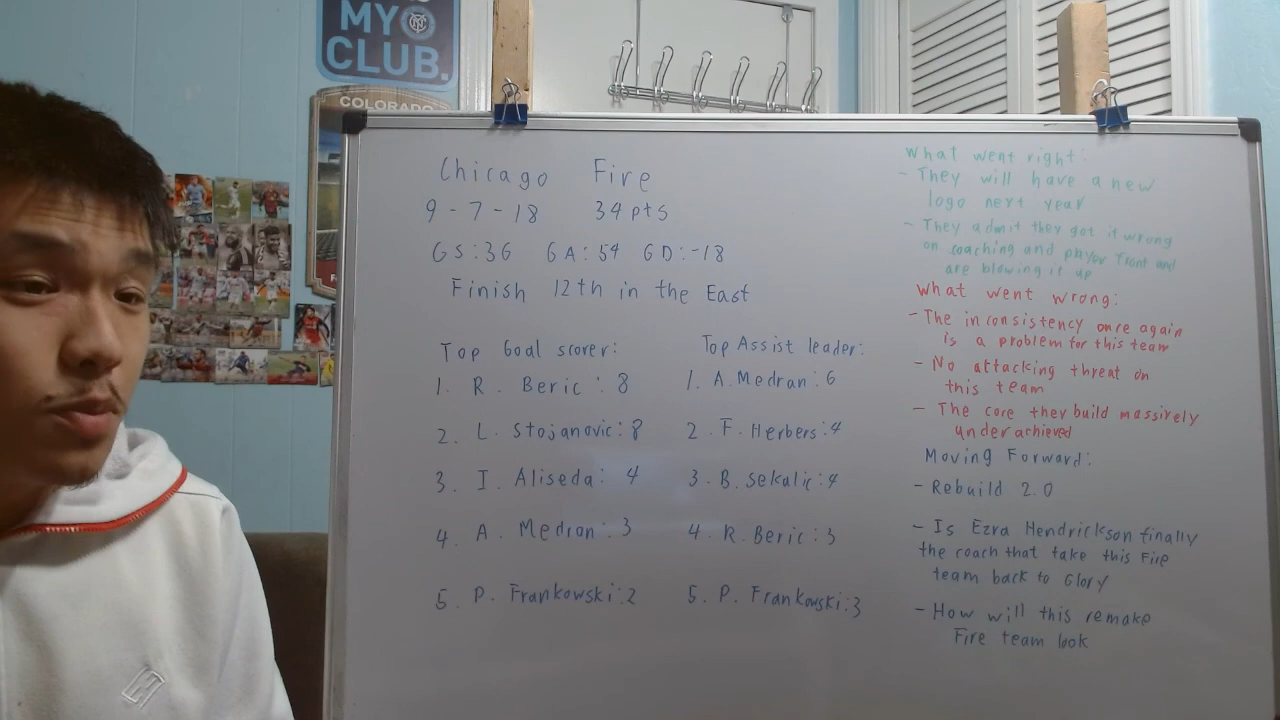 MY
CLUB.
COLORADO
Chicago Fire
9-7-18 34pts
GS:36 GA:54 GD:-18
Finish 12th in the East
Top Goal scorer:
1. R. Beric: 8
2. L. Stojanovic: 8
3. I. Aliseda: 4
4. A. Medran: 3
5. P. Frankowski: 2
Top Assist leader:
1. A. Medran: 6
2. F. Herbers: 4
3. B. Sekulic: 4
4. R. Beric: 3
5. P. Frankowski: 3
What went right:
- They will have a new
logo next year
- They admit they got it wrong
on coaching and player front and
are blowing it up
What went wrong:
- The inconsistency once again
is a problem for this team
- No attacking threat on
this team
- The core they build massively
underachieved
Moving Forward:
- Rebuild 2.0
- Is Ezra Hendrickson finally
the coach that take this Fire
team back to Glory
- How will this remake
Fire team look